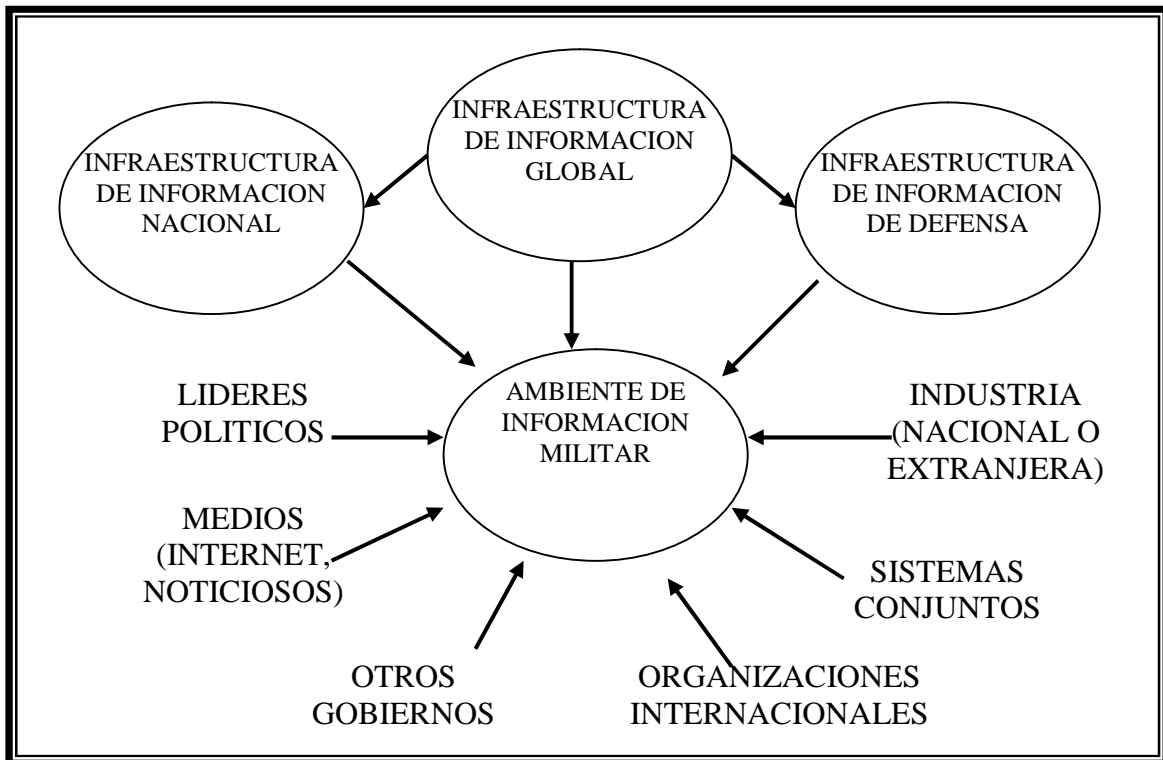 INFRAESTRUCTURA
DE INFORMACION
GLOBAL
INFRAESTRUCTURA
DE INFORMACION
NACIONAL
INFRAESTRUCTURA
DE INFORMACION
DE DEFENSA
AMBIENTE DE
INFORMACION
MILITAR
LIDERES
POLITICOS
INDUSTRIA
(NACIONAL O
EXTRANJERA)
MEDIOS
(INTERNET,
NOTICIOSOS)
SISTEMAS
CONJUNTOS
OTROS
GOBIERNOS
ORGANIZACIONES
INTERNACIONALES